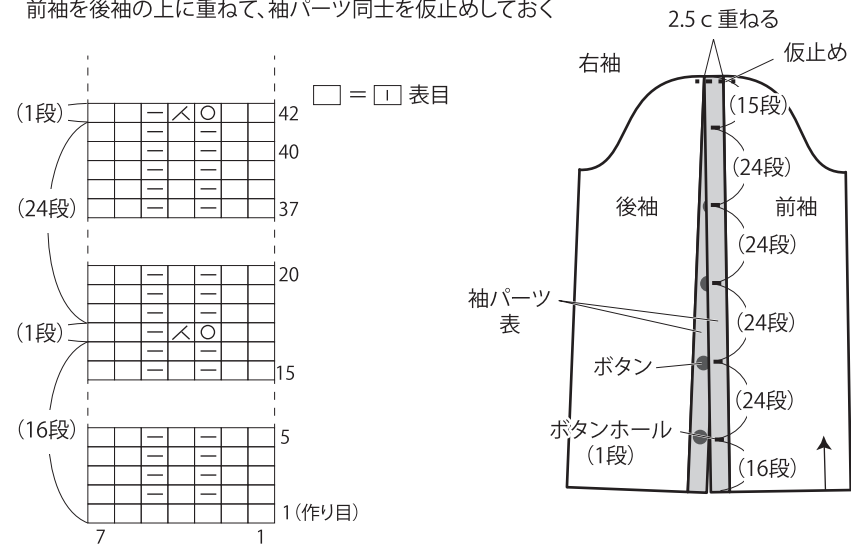 前袖を後袖の上に重ねて、袖パーツ同士を仮止めしておく
2.5 c 重ねる
右袖
仮止め
□ = 表目
(1段)
42
40
(24段)
37
20
(1段)
15
(16段)
5
1(作り目)
7
1
(15段)
(24段)
後袖
前袖
(24段)
袖パーツ
表
(24段)
ボタン
(24段)
ボタンホール
(1段)
(16段)